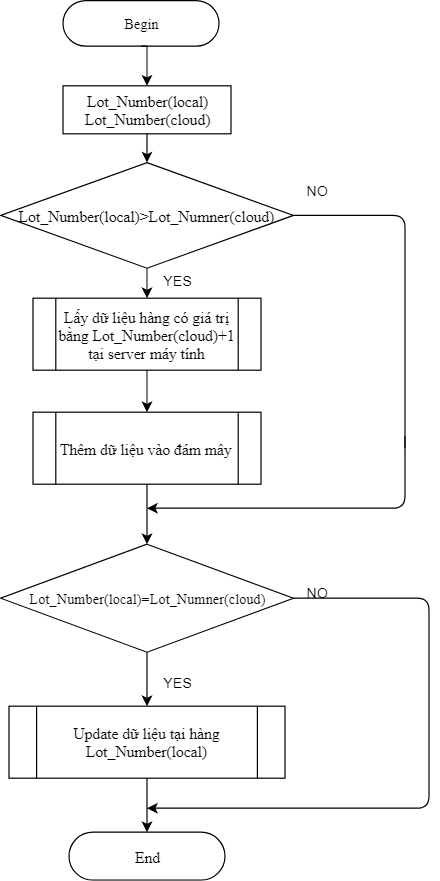 Begin
Lot_Number(local)
Lot_Number(cloud)
Lot_Number(local)>Lot_Numner(cloud)
NO
YES
Lấy dữ liệu hàng có giá trị
bằng Lot_Number(cloud)+1
tại server máy tính
Thêm dữ liệu vào đám mây
Lot_Number(local)=Lot_Numner(cloud)
NO
YES
Update dữ liệu tại hàng
Lot_Number(local)
End